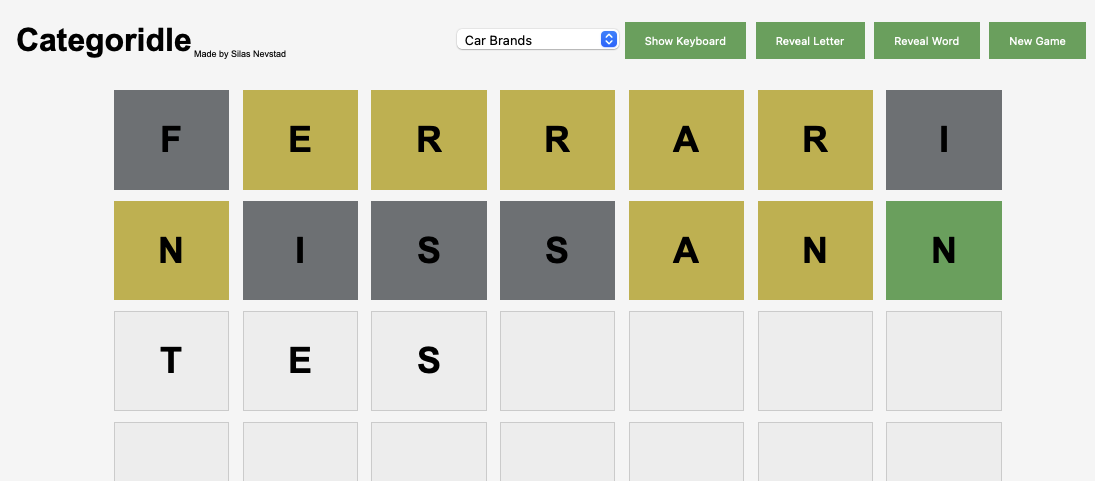 Categoridle Made by Silas Nevstad Car Brands Show Keyboard Reveal Letter Reveal Word New Game
F E R R A R I
N I S S A N N
T E S